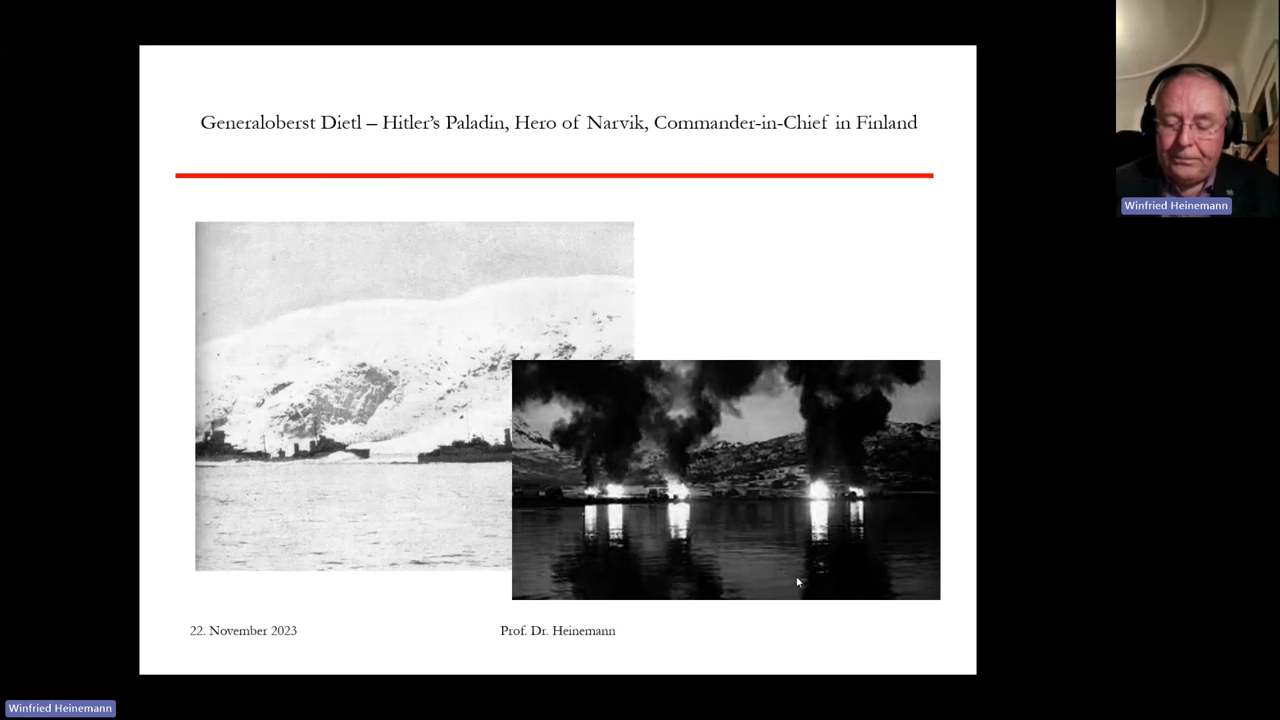 Generaloberst Dietl – Hitler's Paladin, Hero of Narvik, Commander-in-Chief in Finland
Winfried Heinemann
22. November 2023
Prof. Dr. Heinemann
Winfried Heinemann